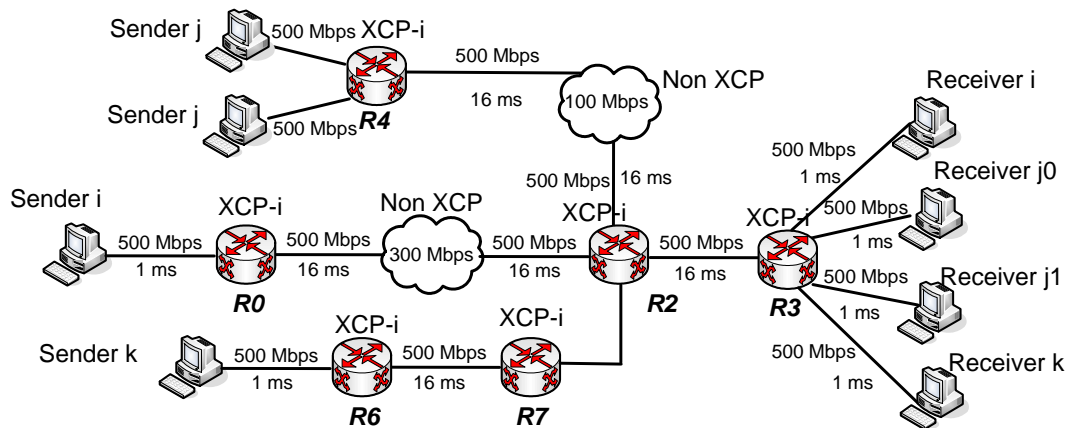 Sender j
500 Mbps
XCP-i
500 Mbps
16 ms
Non XCP
100 Mbps
Sender j
500 Mbps
R4
Receiver i
500 Mbps
1 ms
500 Mbps
16 ms
Receiver j0
500 Mbps
1 ms
Sender i
500 Mbps
1 ms
XCP-i
R0
500 Mbps
16 ms
Non XCP
300 Mbps
500 Mbps
16 ms
XCP-i
R2
500 Mbps
16 ms
XCP-i
R3
Receiver j1
500 Mbps
1 ms
Sender k
500 Mbps
1 ms
XCP-i
R6
500 Mbps
16 ms
XCP-i
R7
500 Mbps
1 ms
Receiver k